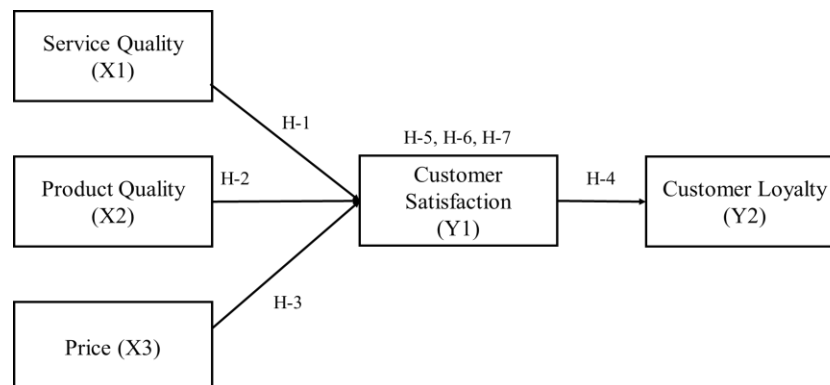 Service Quality
(X1)
H-1
H-5, H-6, H-7
Product Quality
(X2)
H-2
Customer
Satisfaction
(Y1)
H-4
Customer Loyalty
(Y2)
H-3
Price (X3)